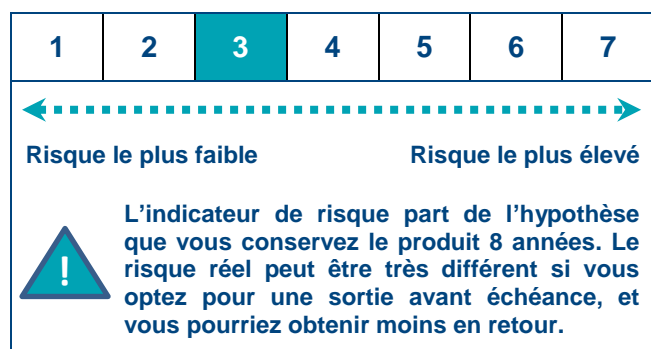 1 2 3 4 5 6 7
Risque le plus faible Risque le plus élevé
L’indicateur de risque part de l’hypothèse
que vous conservez le produit 8 années. Le
risque réel peut être très différent si vous
optez pour une sortie avant échéance, et
vous pourriez obtenir moins en retour.
!